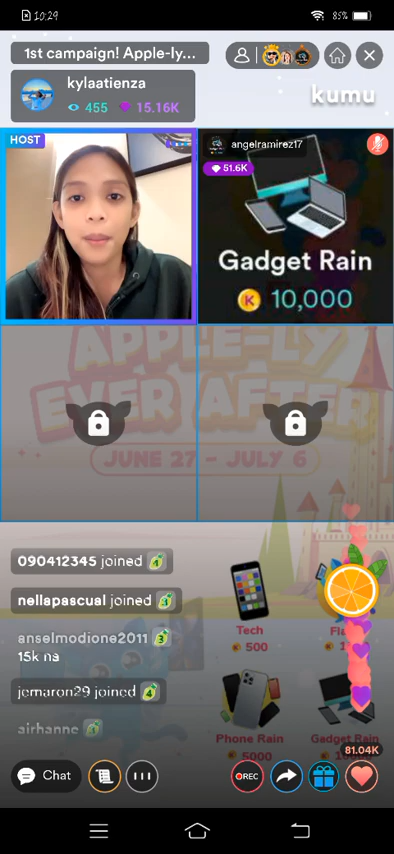 10:29
85%
1st campaign! Apple-ly...
kylaatienza
455
15.16K
kumu
HOST
angelramirez17
51.6K
Gadget Rain
K 10,000
APPLE-LY
EVER AFTER
JUNE 27 - JULY 6
090412345 joined
nellapascual joined
anselmodione2011
15k na
jemaron29 joined
airhanne
Tech
500
Phone Rain
5000
Gadget Rain
81.04K
Chat
REC